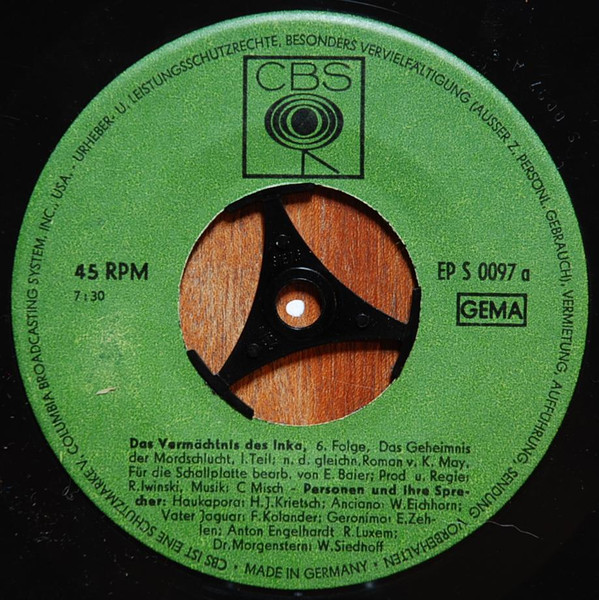 CBS IST EINE SCHUTZMARKE V. COLUMBIA BROADCASTING SYSTEM, INC., USA. · URHEBER- U. LEISTUNGSSCHUTZRECHTE, BESONDERS VERVIELFÄLTIGUNG (AUSSER Z. PERSÖNL. GEBRAUCH), VERMIETUNG, AUFFÜHRUNG, SENDUNG VORBEHALTEN
CBS
45 RPM
7:30
EP S 0097 a
GEMA
Das Vermächtnis des Inka, 6. Folge, Das Geheimnis
der Mordschlucht, I. Teil; n. d. gleichn. Roman v. K. May.
Für die Schallplatte bearb. von E. Baier; Prod u. Regie:
R. Iwinski, Musik: C Misch - Personen und ihre Spre-
cher: Haukapora: H. J. Krietsch; Anciano: W. Eichhorn;
Vater Jaguar: F. Kolander; Geronimo: E. Zeh-
len; Anton Engelhardt R. Luxem;
Dr. Morgenstern: W. Siedhoff
• MADE IN GERMANY •